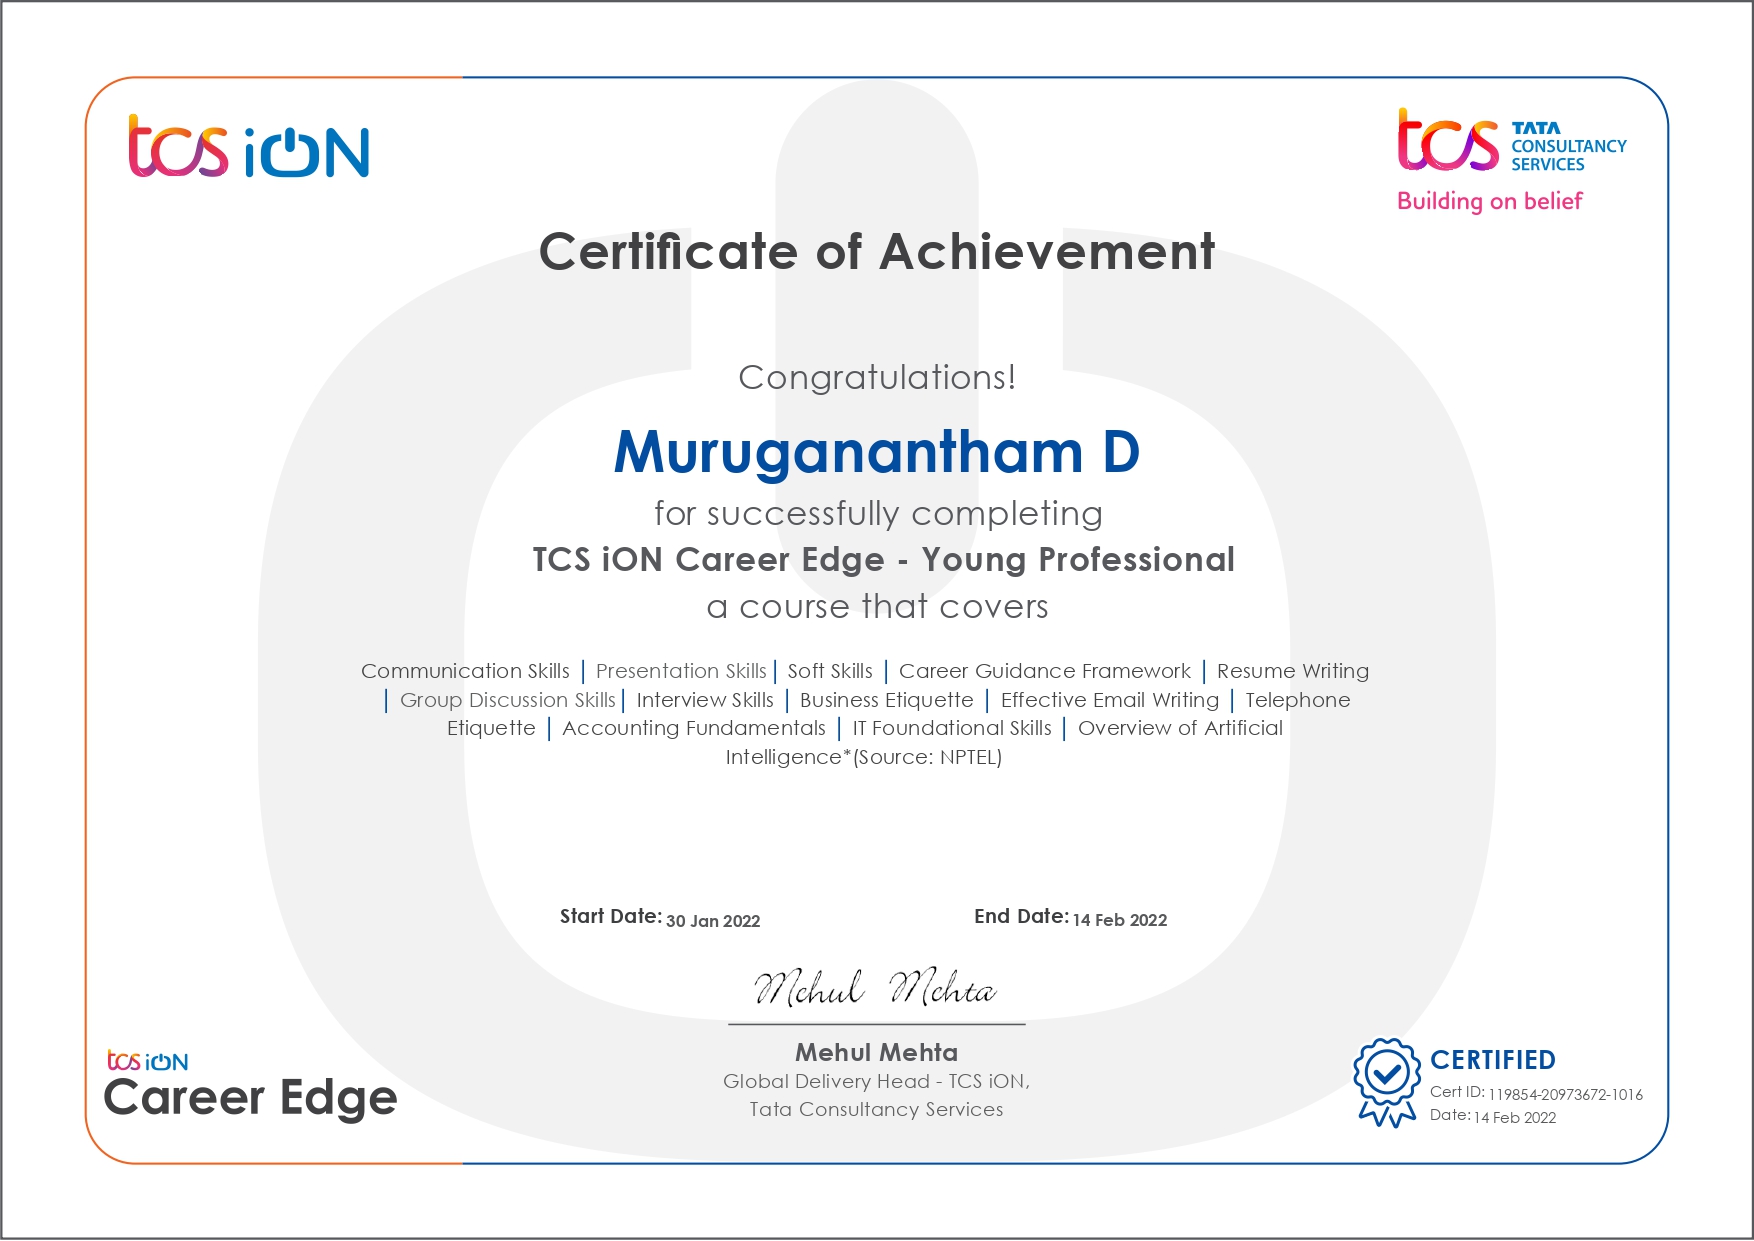 tcs iON
tcs TATA
CONSULTANCY
SERVICES
Building on belief
Certificate of Achievement
Congratulations!
Muruganantham D
for successfully completing
TCS iON Career Edge - Young Professional
a course that covers
Communication Skills | Presentation Skills | Soft Skills | Career Guidance Framework | Resume Writing
| Group Discussion Skills | Interview Skills | Business Etiquette | Effective Email Writing | Telephone
Etiquette | Accounting Fundamentals | IT Foundational Skills | Overview of Artificial
Intelligence*(Source: NPTEL)
Start Date: 30 Jan 2022 End Date: 14 Feb 2022
Mehul Mehta
Mehul Mehta
Global Delivery Head - TCS iON,
Tata Consultancy Services
tcs iON
Career Edge
CERTIFIED
Cert ID: 119854-20973672-1016
Date: 14 Feb 2022